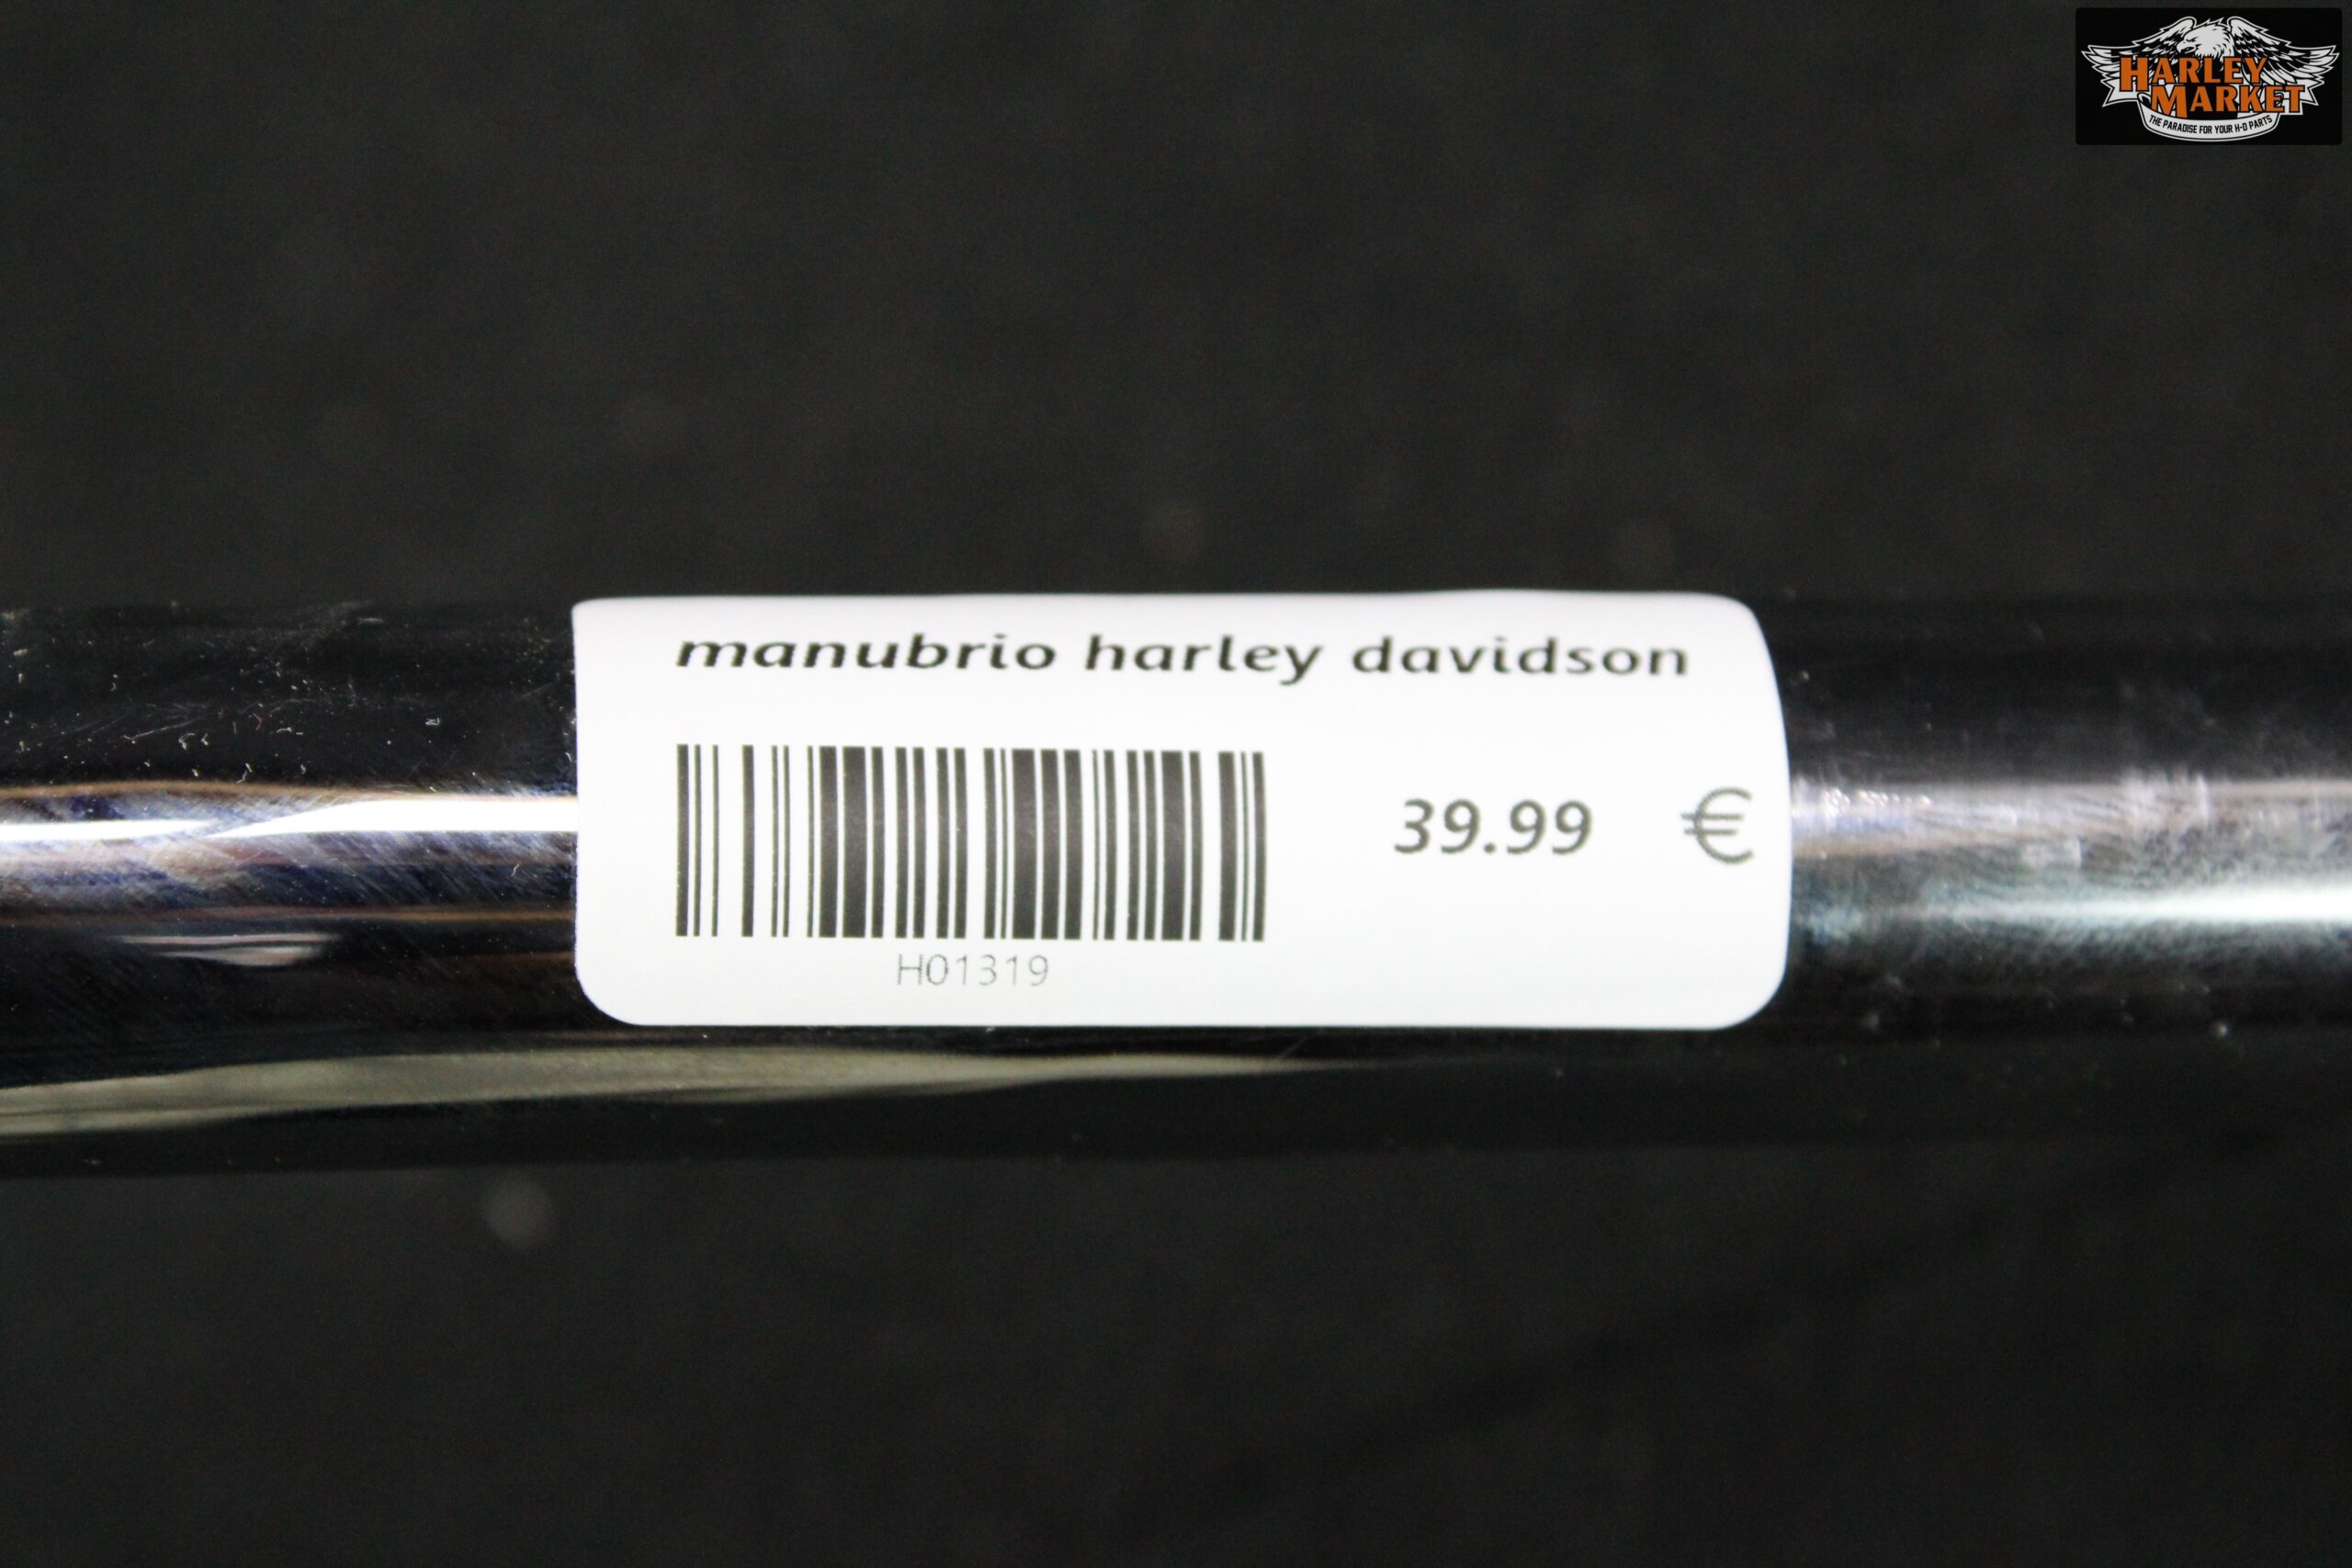 HARLEY
MARKET
THE PARADISE FOR YOUR H-D PARTS
manubrio harley davidson
39.99 €
H01319